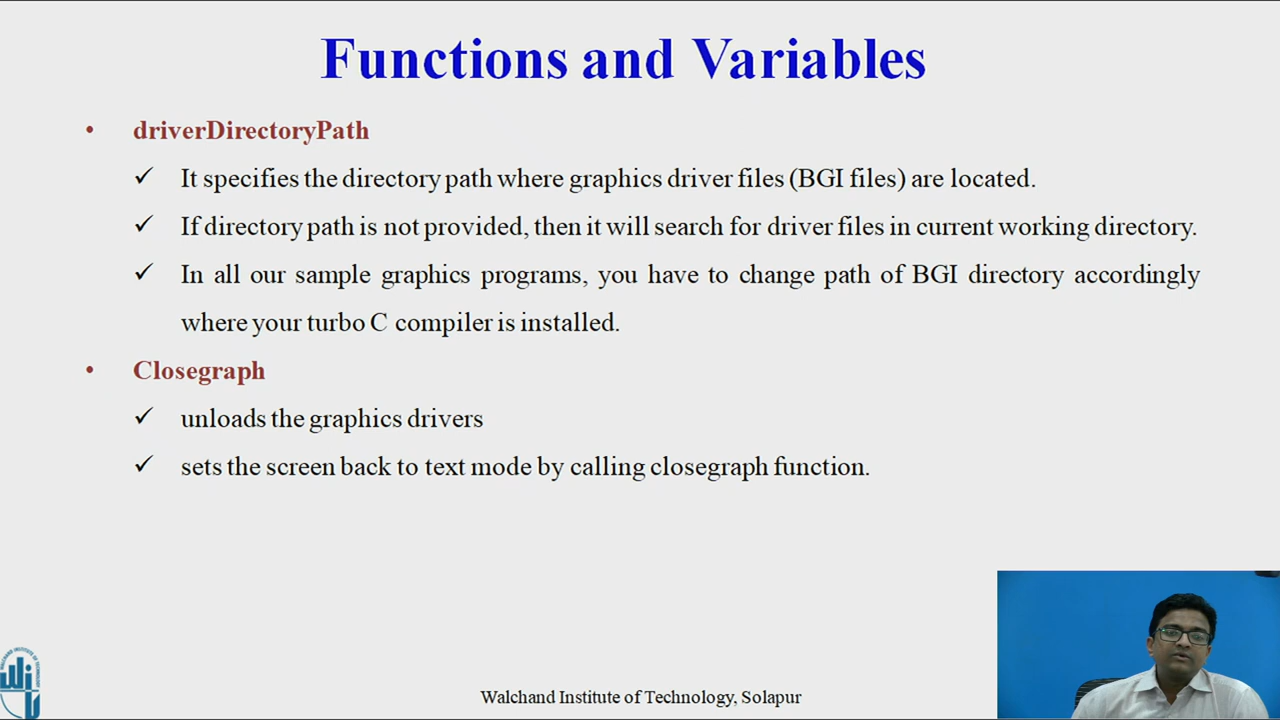 Functions and Variables
• driverDirectoryPath
✓ It specifies the directory path where graphics driver files (BGI files) are located.
✓ If directory path is not provided, then it will search for driver files in current working directory.
✓ In all our sample graphics programs, you have to change path of BGI directory accordingly
where your turbo C compiler is installed.
• Closegraph
✓ unloads the graphics drivers
✓ sets the screen back to text mode by calling closegraph function.
Walchand Institute of Technology, Solapur